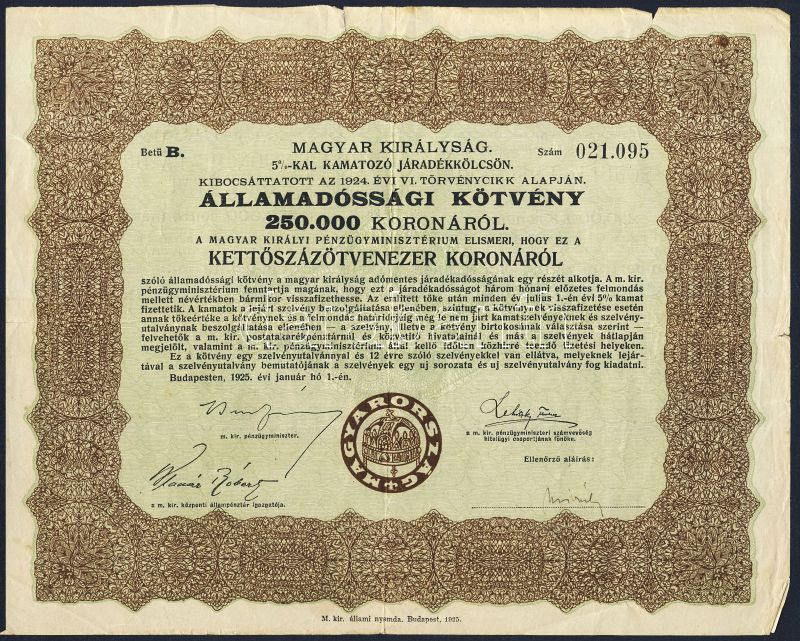 MAGYAR KIRÁLYSÁG.
Betü B.
Szám 021.095
5%-KAL KAMATOZÓ JÁRADÉKKÖLCSÖN.
KIBOCSÁTTATOTT AZ 1924. ÉVI VI. TÖRVÉNYCIKK ALAPJÁN.
ÁLLAMADÓSSÁGI KÖTVÉNY
250.000 KORONÁRÓL.
A MAGYAR KIRÁLYI PÉNZÜGYMINISZTÉRIUM ELISMERI, HOGY EZ A
KETTŐSZÁZÖTVENEZER KORONÁRÓL
szóló államadóssági kötvény a magyar királyság adómentes járadékadósságának egy részét alkotja. A m. kir.
pénzügyminisztérium fenntartja magának, hogy ezt a járadékadósságot három hónapi előzetes felmondás
mellett névértékben bármikor visszafizethesse. Az említett tőke után minden év julius 1.-én évi 5% kamat
fizettetik. A kamatok a lejárt szelvény beszolgáltatása ellenében, szintugy a kötvénynek visszafizetése esetén
annak tőkeértéke a kötvénynek és a felmondás határidejéig még le nem járt kamatszelvényeknek és szelvény-
utalványnak beszolgáltatása ellenében — a szelvény, illetve a kötvény birtokosának választása szerint —
felvehetők a m. kir. postatakarékpénztárnál és közvetítő hivatalainál és más, a szelvények hátlapján
megjelölt, valamint a m. kir. pénzügyminisztérium által kellő időben közhírré teendő fizetési helyeken.
Ez a kötvény egy szelvényutalvánnyal és 12 évre szóló szelvényekkel van ellátva, melyeknek lejár-
tával a szelvényutalvány bemutatójának a szelvények egy uj sorozata és uj szelvényutalvány fog kiadatni.
Budapesten, 1925. évi január hó 1.-én.
m. kir. pénzügyminiszter.
MAGYARORSZÁG
a m. kir. pénzügyminiszteri számvevőség
hitelügyi csoportjának főnöke.
Ellenőrző aláírás:
Róbert
a m. kir. központi állampénztár igazgatója.
M. kir. állami nyomda. Budapest, 1925.